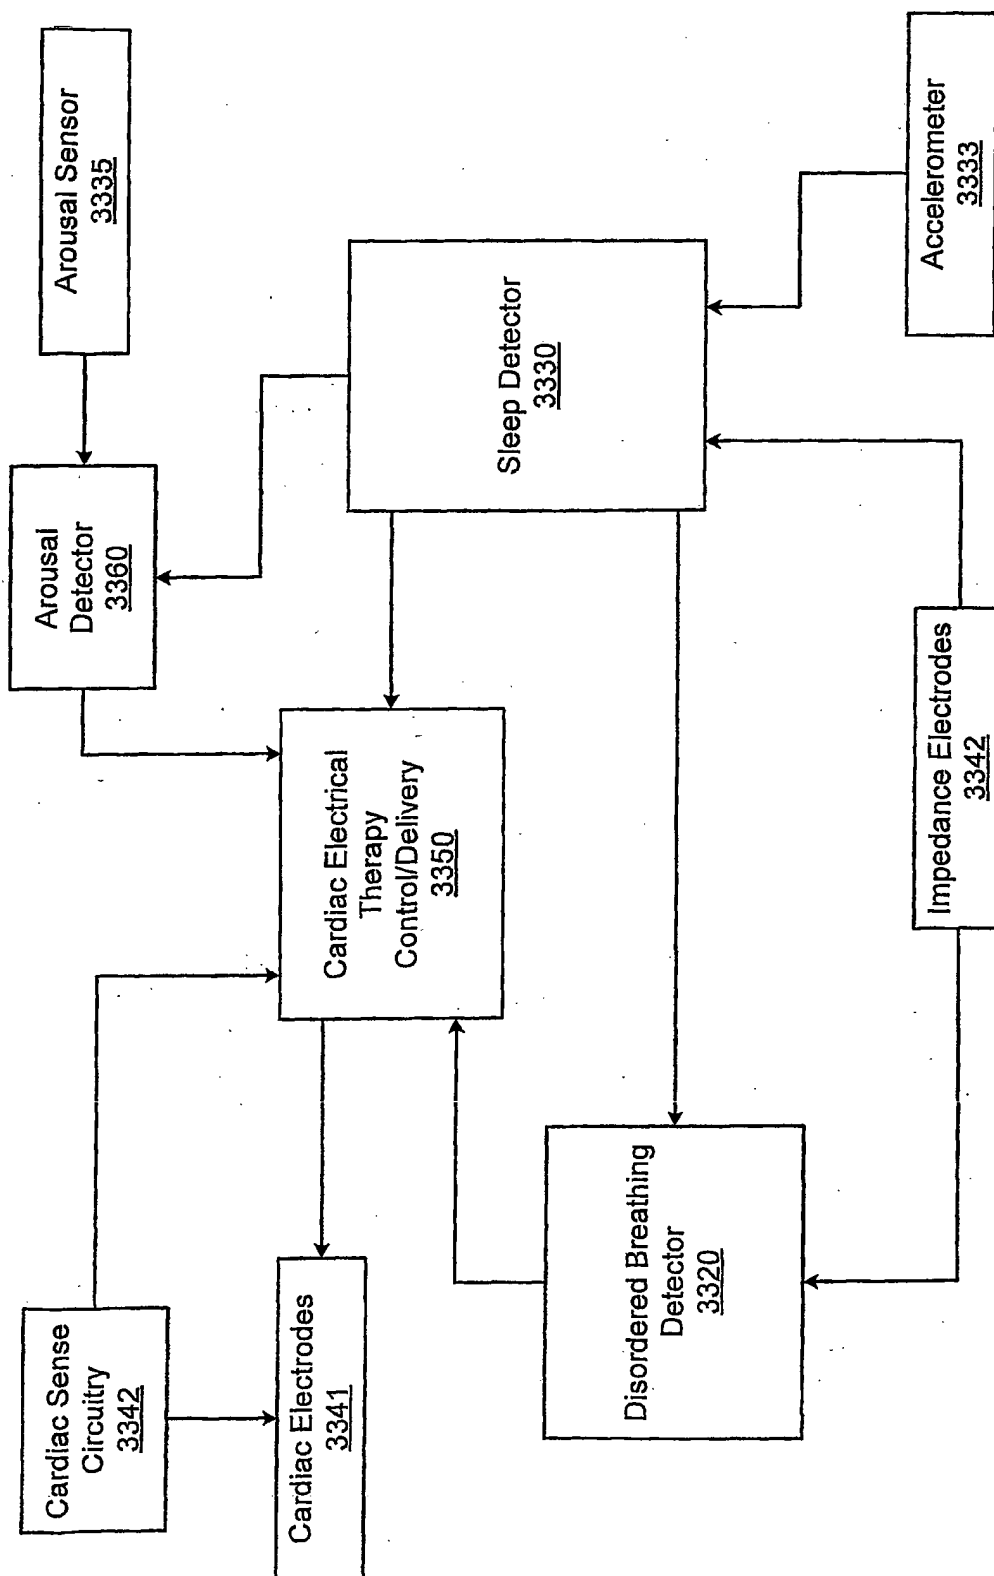 Cardiac Sense
Circuitry
3342
Arousal
Detector
3360
Arousal Sensor
3335
Cardiac Electrodes
3341
Cardiac Electrical
Therapy
Control/Delivery
3350
Sleep Detector
3330
Disordered Breathing
Detector
3320
Impedance Electrodes
3342
Accelerometer
3333